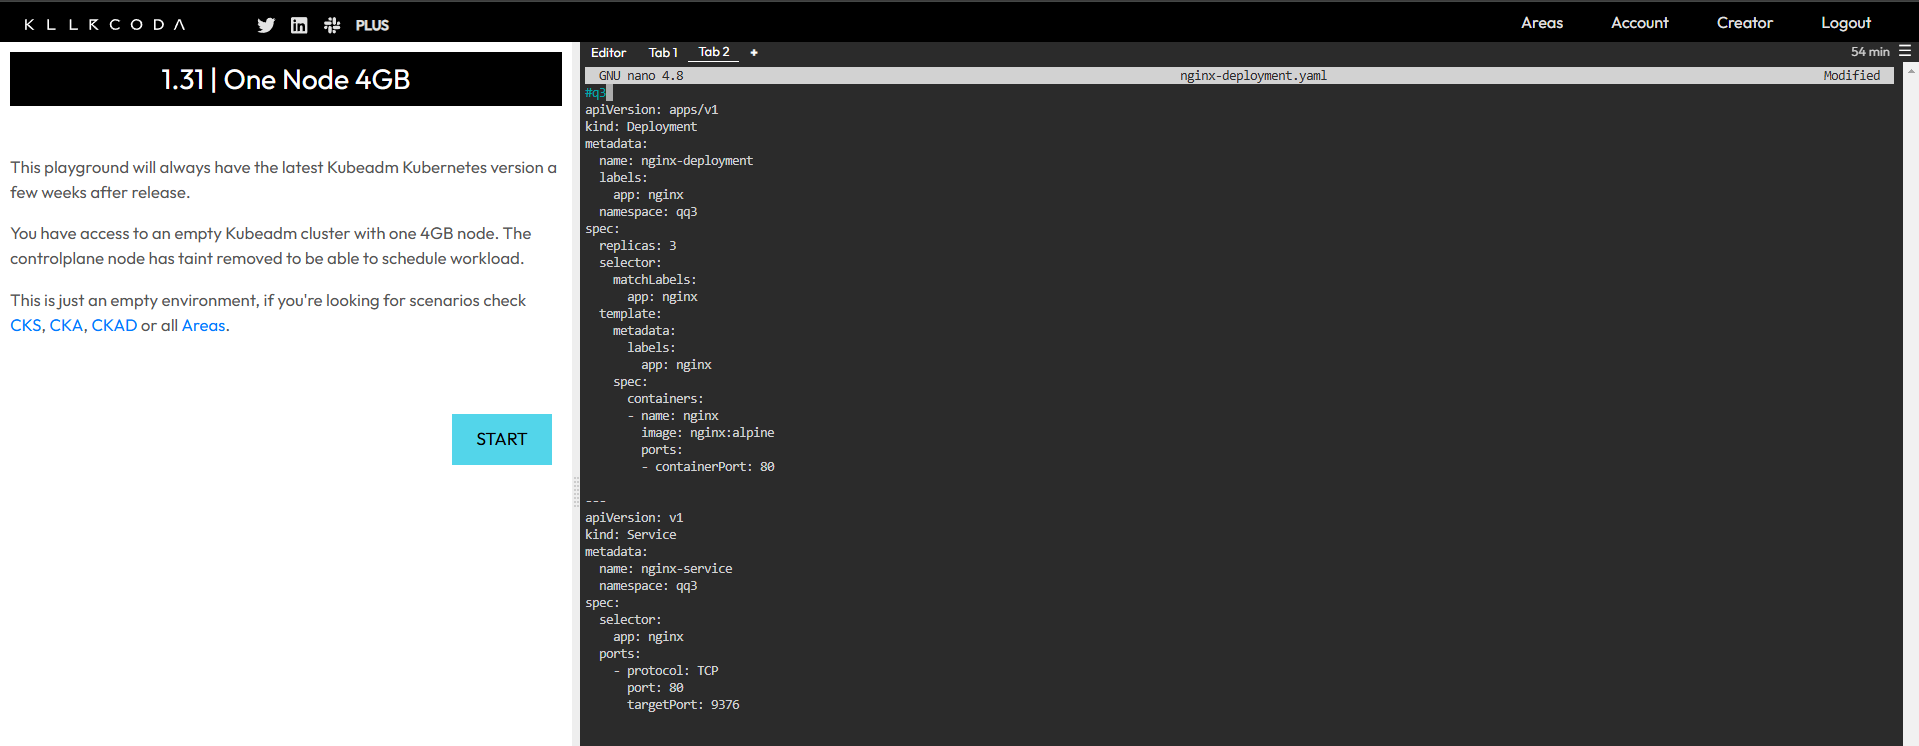 KLLRCODA PLUS Areas Account Creator Logout
1.31 | One Node 4GB
This playground will always have the latest Kubeadm Kubernetes version a
few weeks after release.
You have access to an empty Kubeadm cluster with one 4GB node. The
controlplane node has taint removed to be able to schedule workload.
This is just an empty environment, if you're looking for scenarios check
CKS, CKA, CKAD or all Areas.
START
Editor Tab 1 Tab 2 + 54 min
GNU nano 4.8 nginx-deployment.yaml Modified
#q3
apiVersion: apps/v1
kind: Deployment
metadata:
  name: nginx-deployment
  labels:
    app: nginx
  namespace: qq3
spec:
  replicas: 3
  selector:
    matchLabels:
      app: nginx
  template:
    metadata:
      labels:
        app: nginx
    spec:
      containers:
      - name: nginx
        image: nginx:alpine
        ports:
        - containerPort: 80
---
apiVersion: v1
kind: Service
metadata:
  name: nginx-service
  namespace: qq3
spec:
  selector:
    app: nginx
  ports:
    - protocol: TCP
      port: 80
      targetPort: 9376